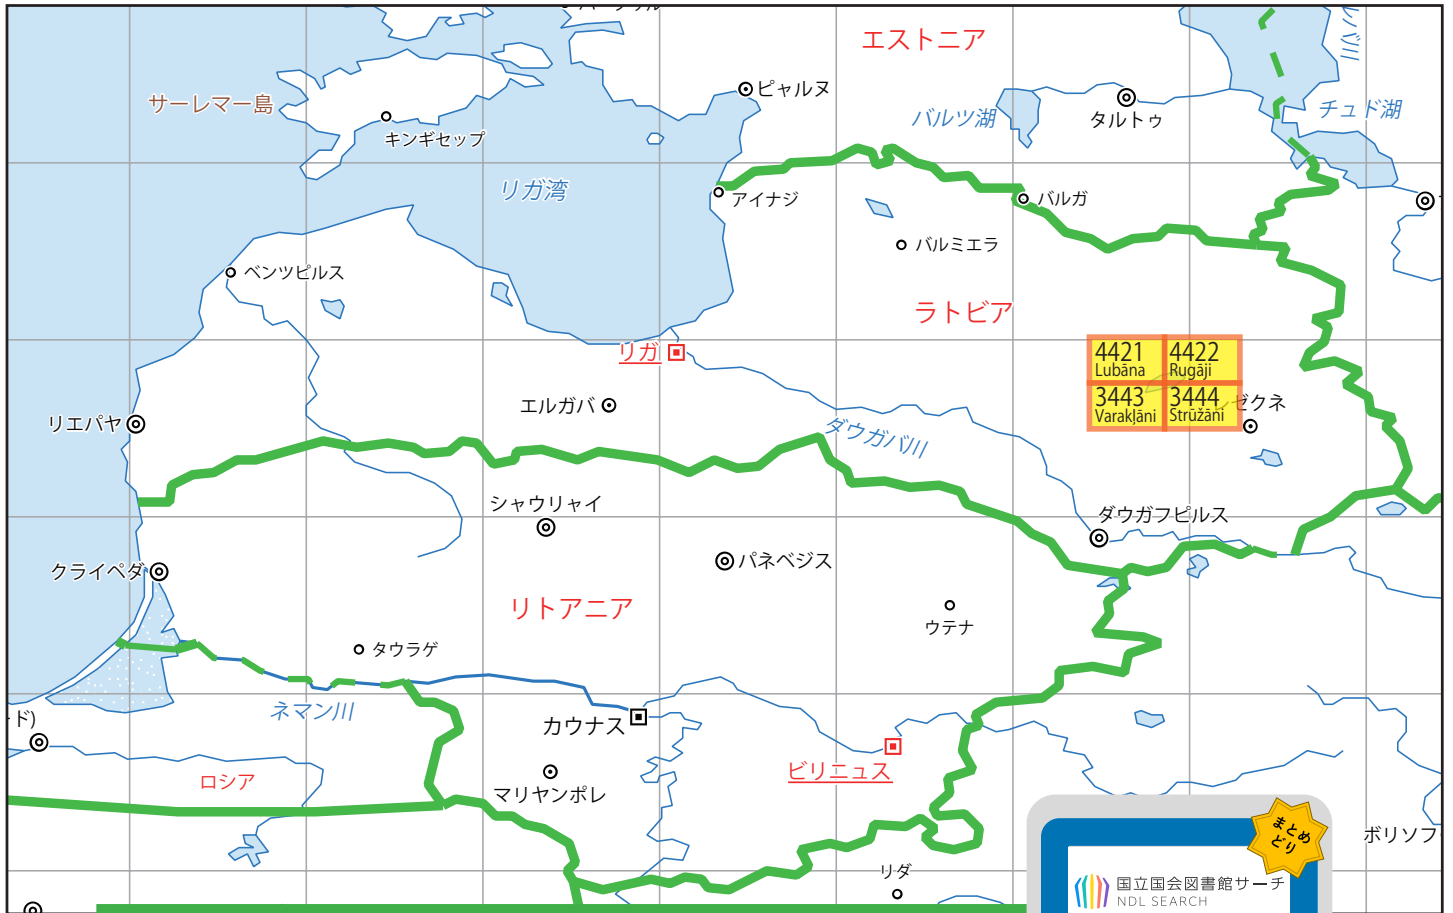 エストニア
サーレマー島
キンギセップ
ピャルヌ
バルツ湖
タルトゥ
チュド湖
リガ湾
アイナジ
バルガ
バルミエラ
ベンツピルス
ラトビア
リガ
4421
Lubāna
4422
Rugāji
3443
Varakļāni
3444
Strūžāni
ゼクネ
エルガバ
リエパヤ
ダウガバ川
シャウリャイ
ダウガフピルス
パネベジス
クライペダ
リトアニア
ウテナ
タウラゲ
ネマン川
カウナス
ド)
ビリニュス
ロシア
マリヤンポレ
リダ
ボリソフ
まとめ
どり
国立国会図書館サーチ
NDL SEARCH